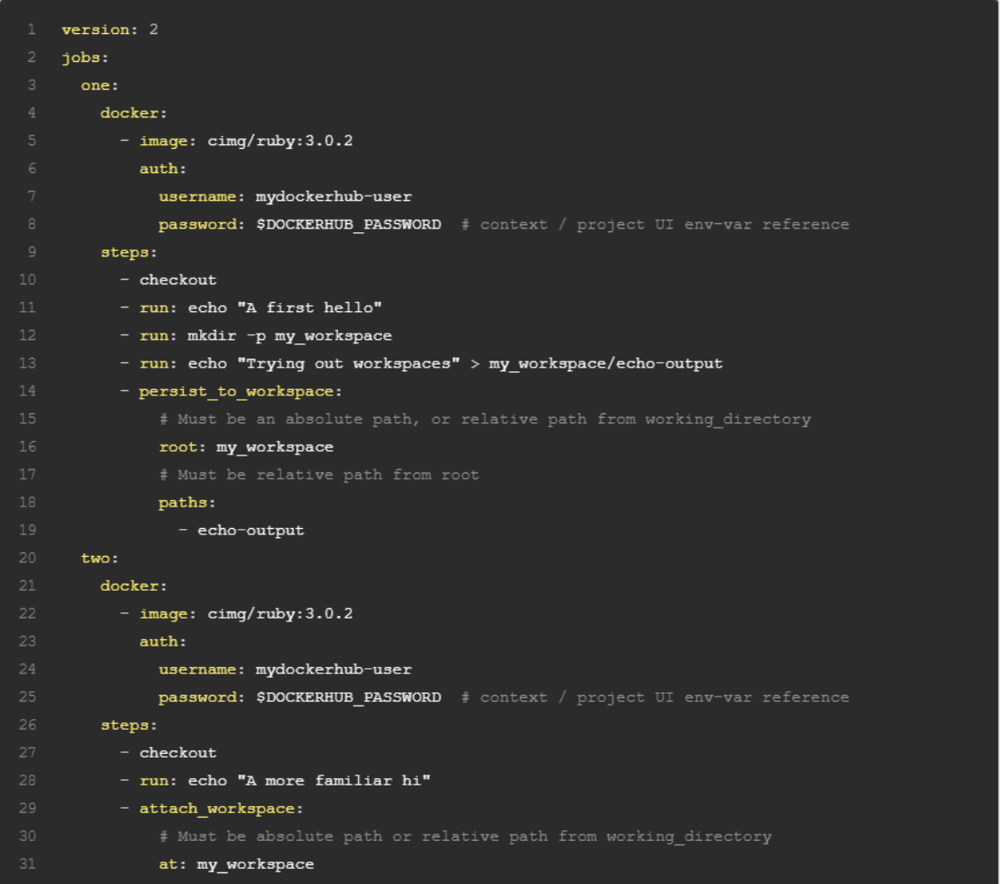 1 version: 2
2 jobs:
3   one:
4     docker:
5       - image: cimg/ruby:3.0.2
6         auth:
7           username: mydockerhub-user
8           password: $DOCKERHUB_PASSWORD  # context / project UI env-var reference
9     steps:
10       - checkout
11       - run: echo "A first hello"
12       - run: mkdir -p my_workspace
13       - run: echo "Trying out workspaces" > my_workspace/echo-output
14       - persist_to_workspace:
15           # Must be an absolute path, or relative path from working_directory
16           root: my_workspace
17           # Must be relative path from root
18           paths:
19             - echo-output
20   two:
21     docker:
22       - image: cimg/ruby:3.0.2
23         auth:
24           username: mydockerhub-user
25           password: $DOCKERHUB_PASSWORD  # context / project UI env-var reference
26     steps:
27       - checkout
28       - run: echo "A more familiar hi"
29       - attach_workspace:
30           # Must be absolute path or relative path from working_directory
31           at: my_workspace